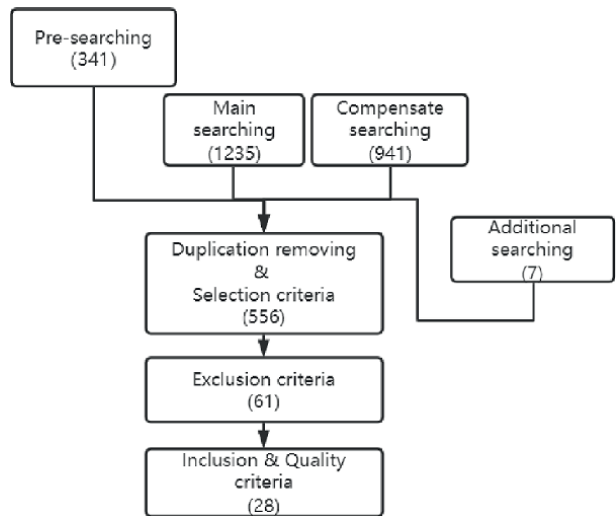 Pre-searching
(341)
Main
searching
(1235)
Compensate
searching
(941)
Additional
searching
(7)
Duplication removing
&
Selection criteria
(556)
Exclusion criteria
(61)
Inclusion & Quality
criteria
(28)